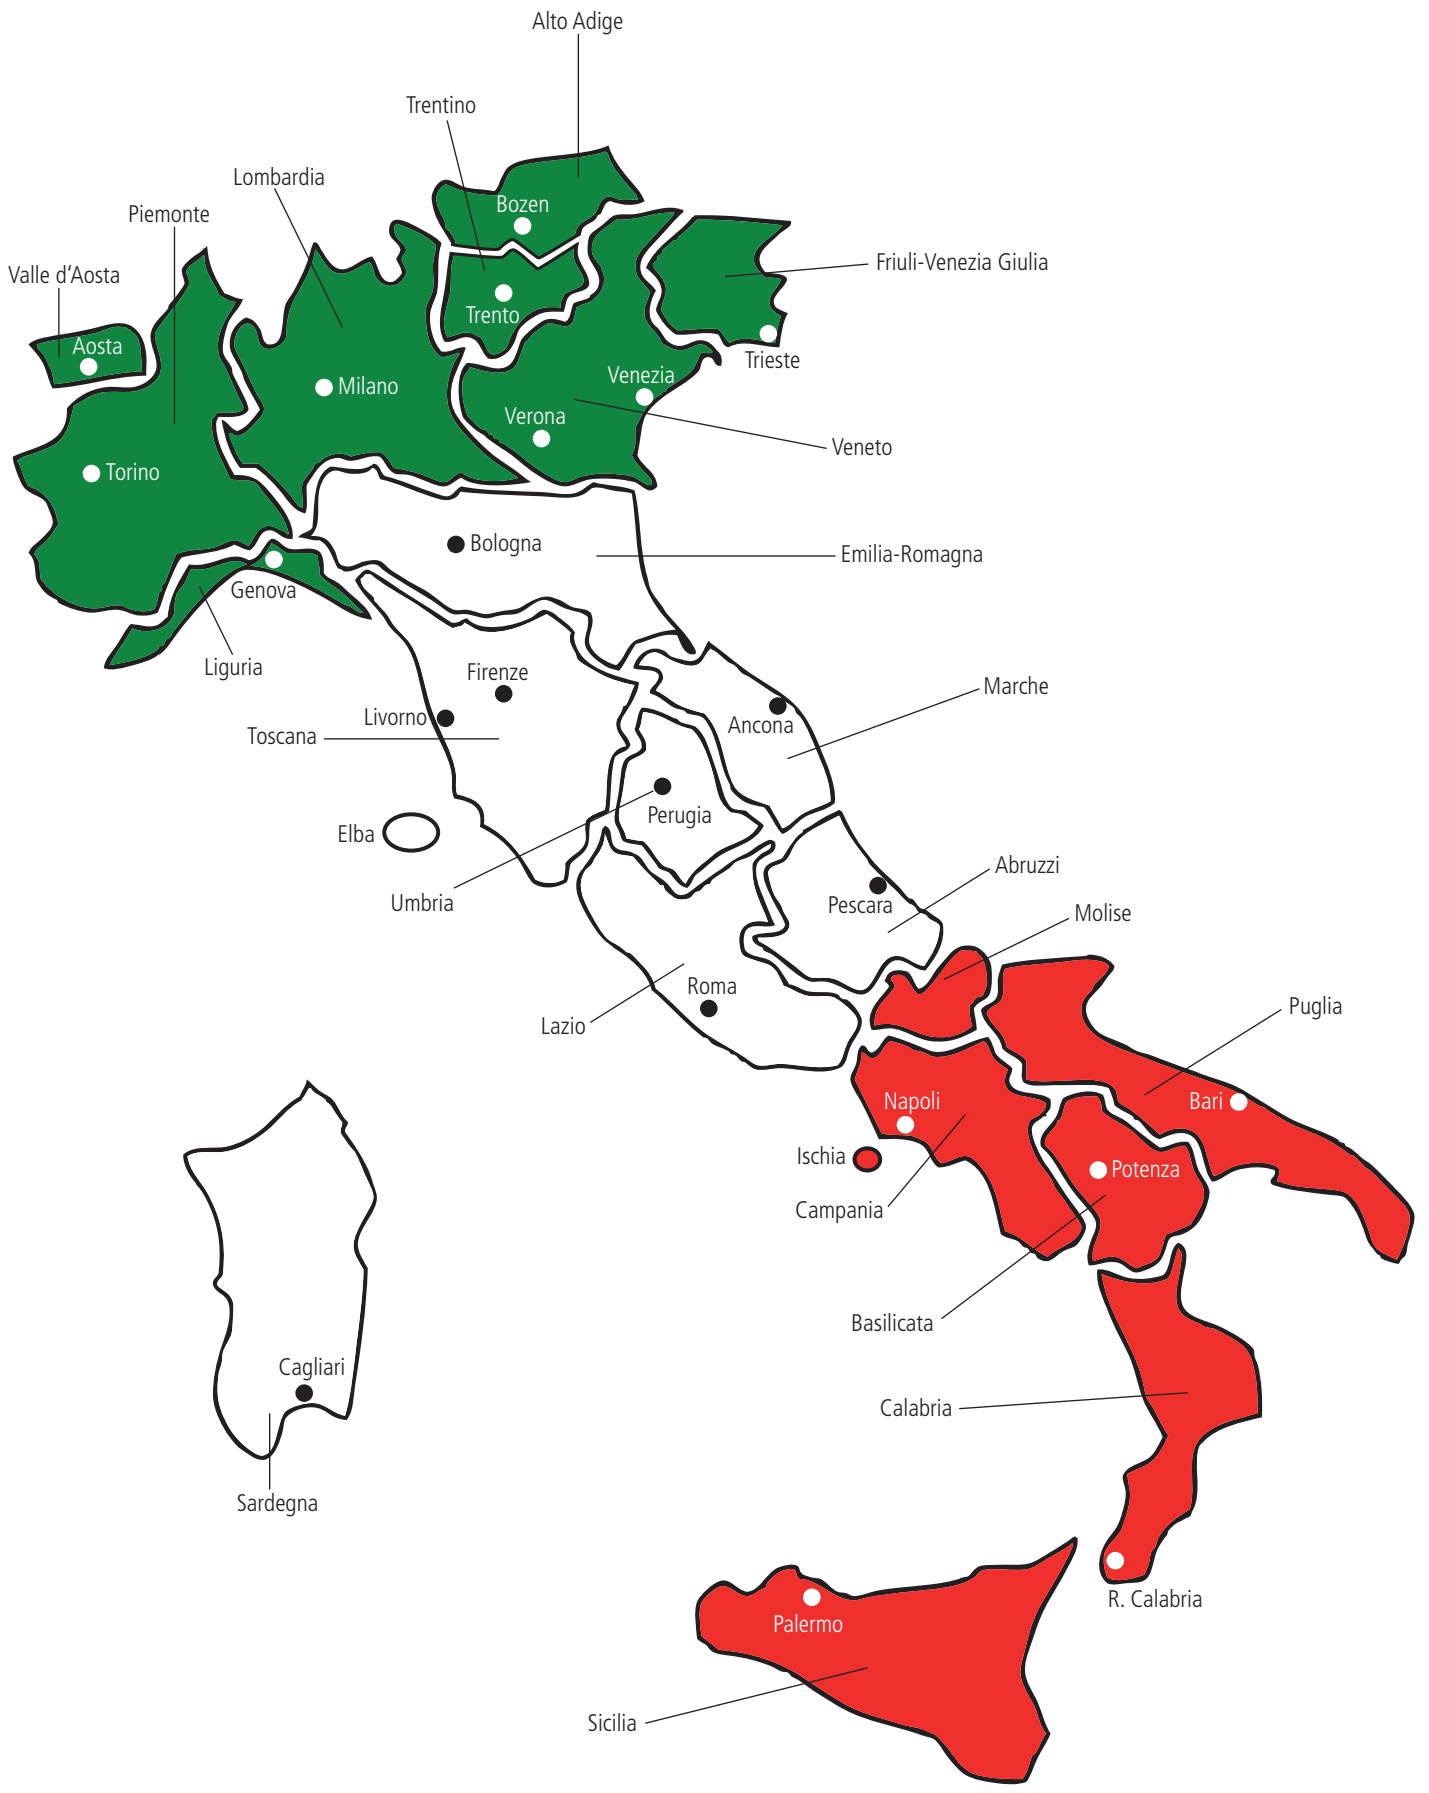 Alto Adige
Trentino
Lombardia
Piemonte
Bozen
Valle d'Aosta
Friuli-Venezia Giulia
Trento
Aosta
Trieste
Venezia
Milano
Verona
Veneto
Torino
Bologna
Emilia-Romagna
Genova
Liguria
Firenze
Marche
Livorno
Ancona
Toscana
Perugia
Elba
Abruzzi
Umbria
Pescara
Molise
Roma
Puglia
Lazio
Napoli
Bari
Ischia
Potenza
Campania
Basilicata
Cagliari
Calabria
Sardegna
R. Calabria
Palermo
Sicilia